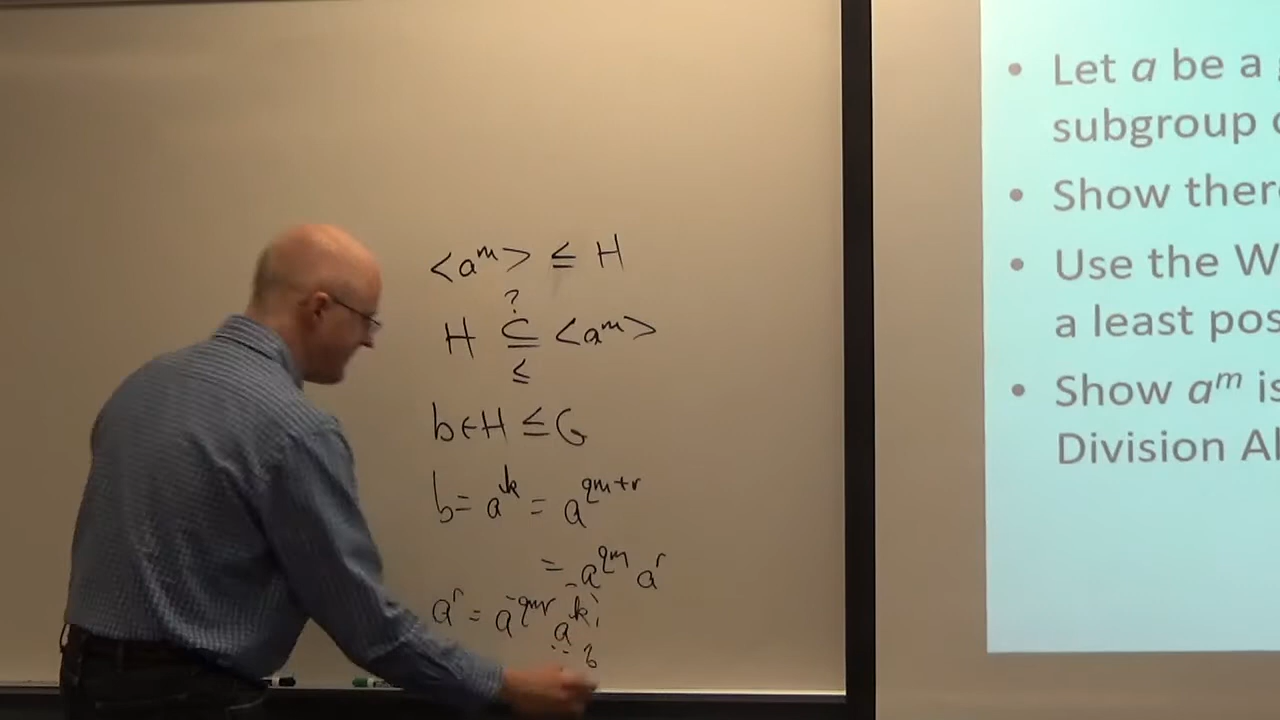 <a^m> ≤ H
?
H ⊆ <a^m>
≤
b∈H ≤ G
b = a^k = a^{qm+r}
= a^{qm} a^r
a^r = a^{-qm} a^k
• Let a be a
subgroup
• Show ther
• Use the W
a least pos
• Show a^m is
Division Al